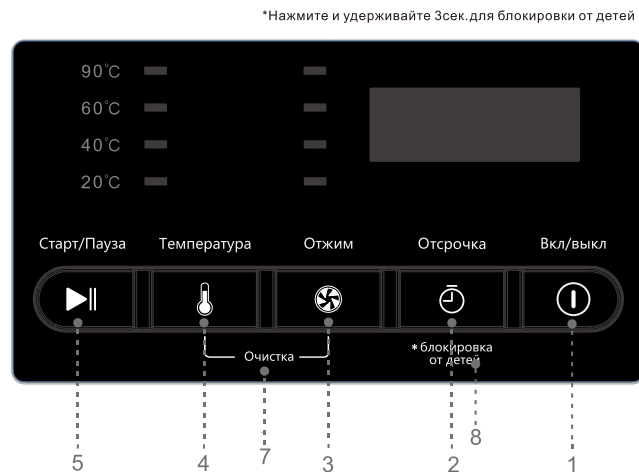 *Нажмите и удерживайте 3сек.для блокировки от детей
90°C
60°C
40°C
20°C
Старт/Пауза Температура Отжим Отсрочка Вкл/выкл
Очистка
*блокировка
от детей
5 4 7 3 2 8 1